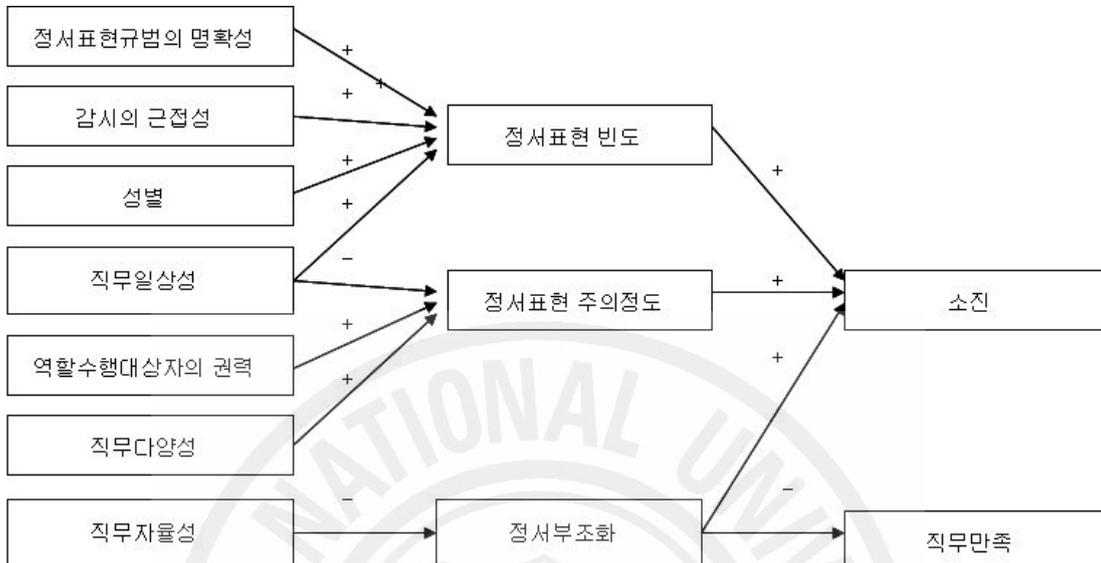 정서표현규범의 명확성
+
+
감시의 근접성
+
정서표현 빈도
+
성별
+
+
직무일상성
−
정서표현 주의정도
+
소진
역할수행대상자의 권력
+
+
+
직무다양성
직무자율성
−
정서부조화
−
직무만족
NATIONAL UNIV